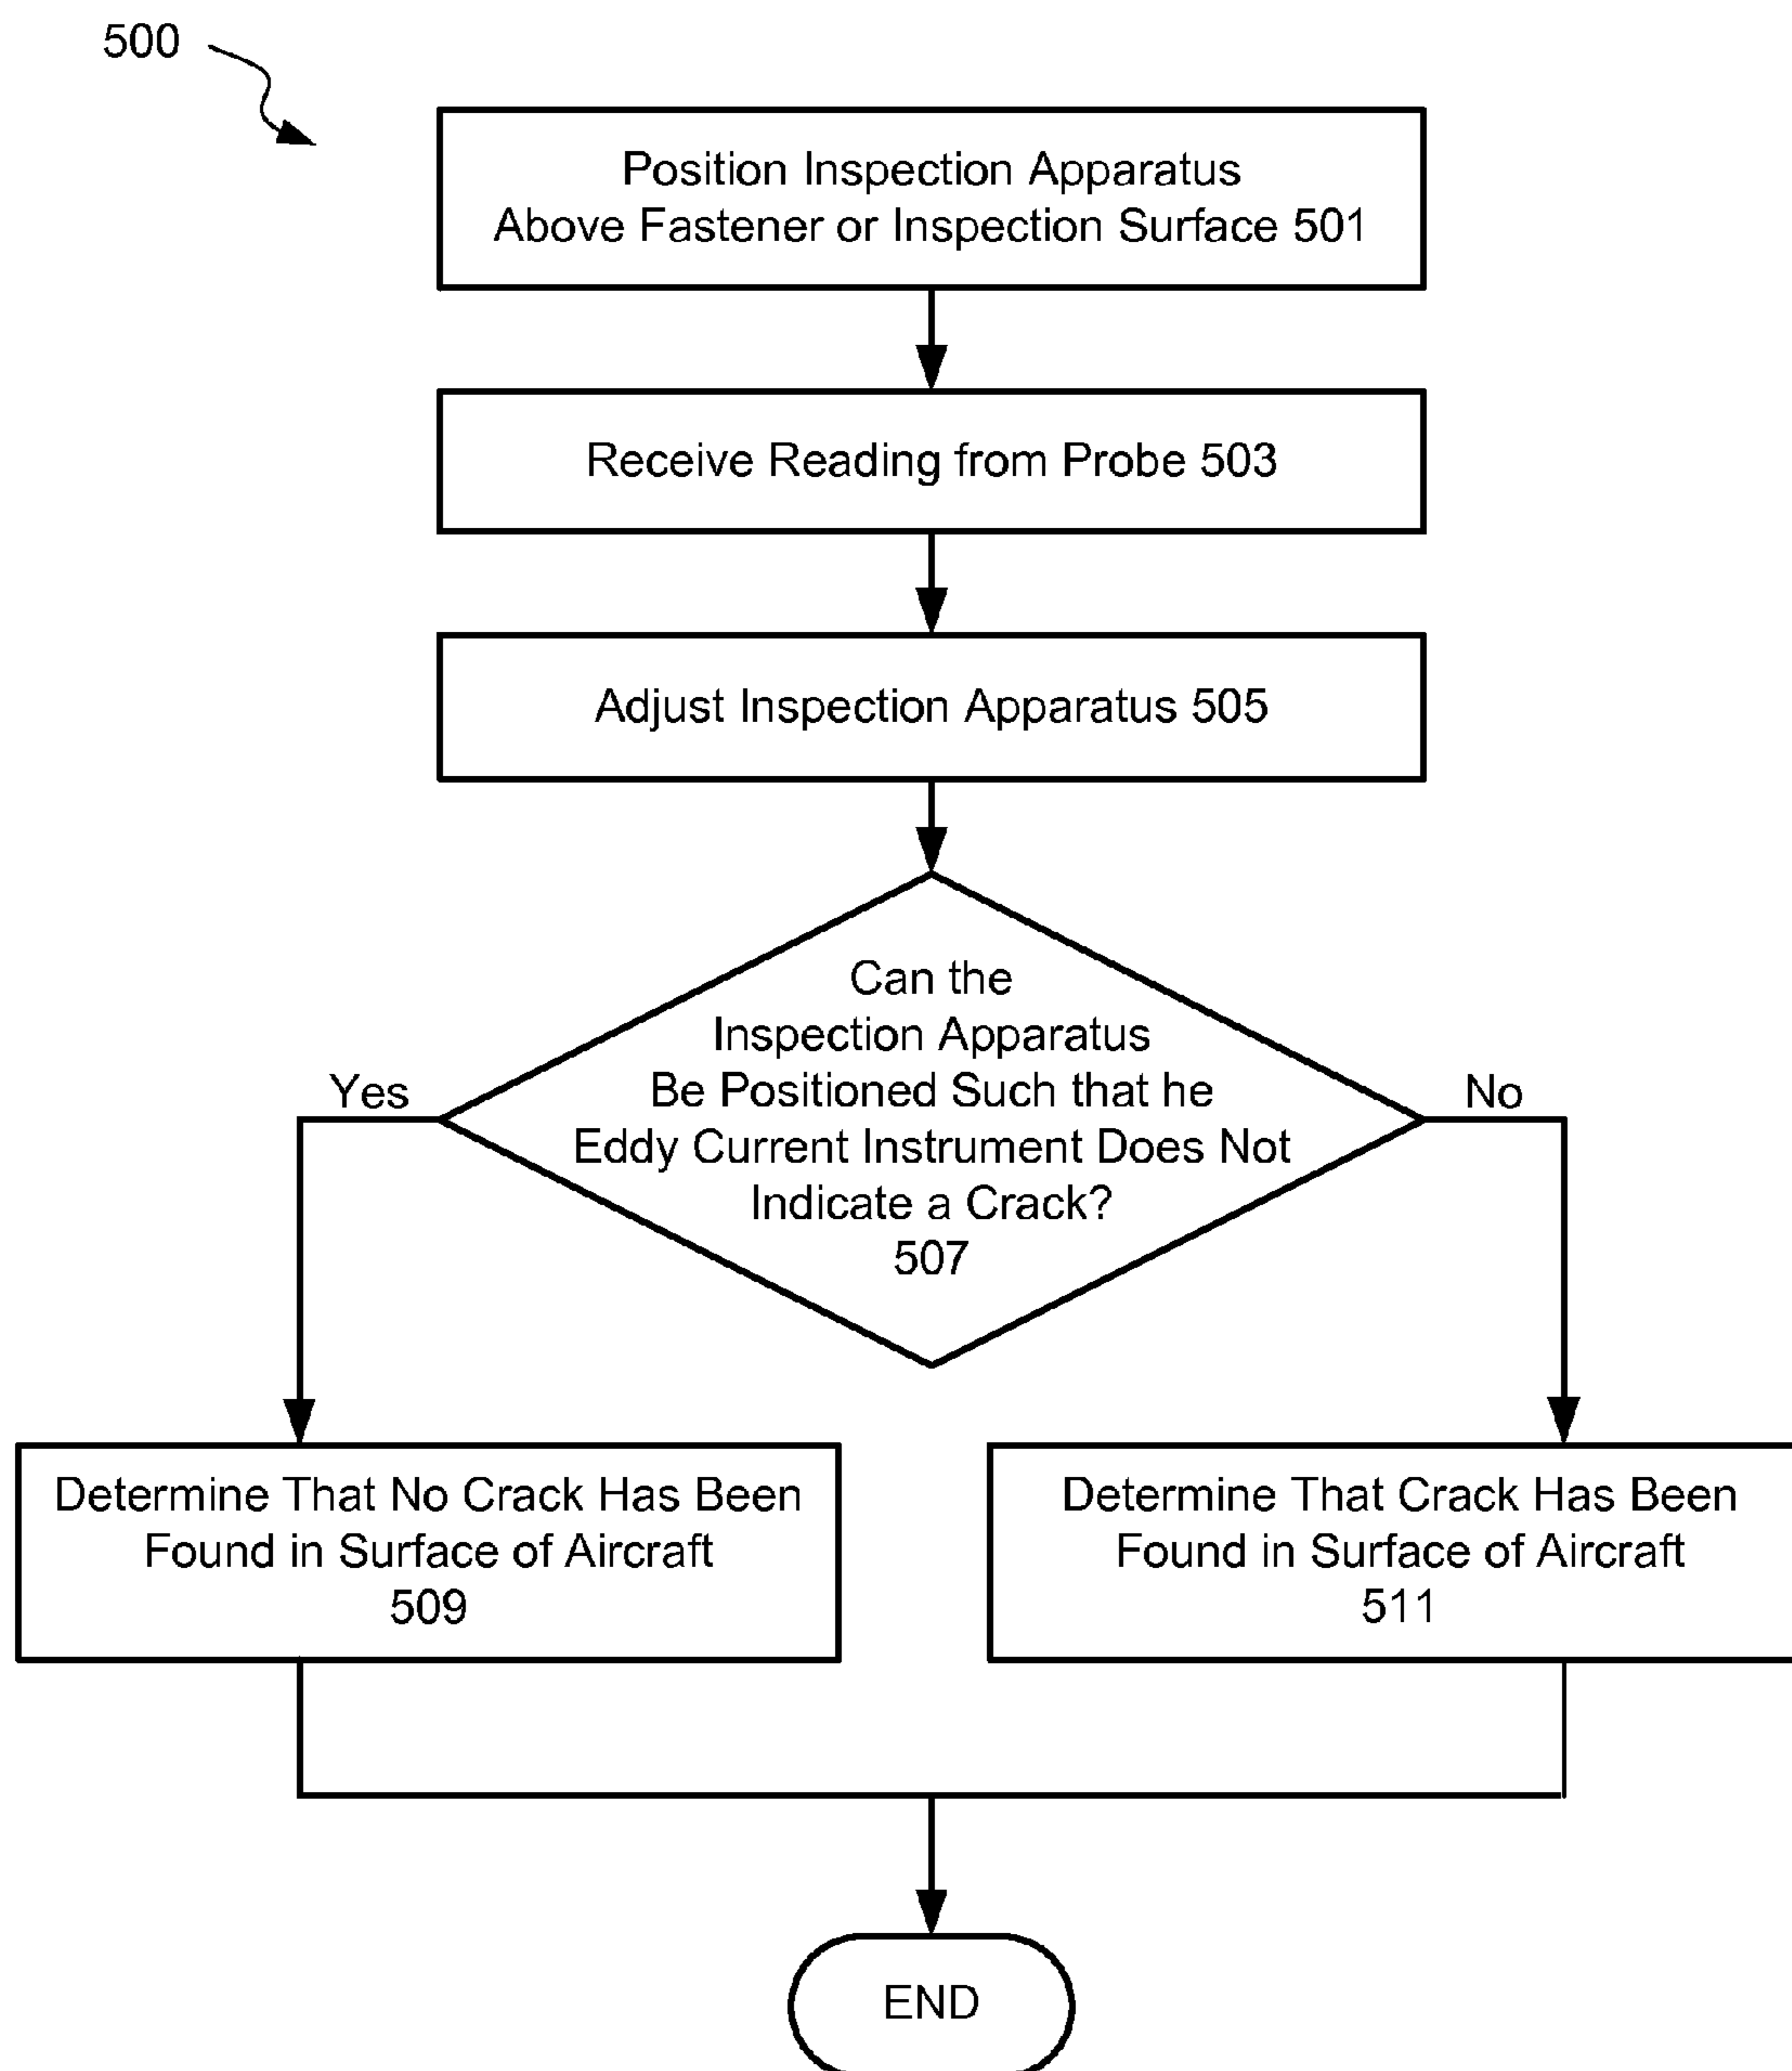 500
Position Inspection Apparatus
Above Fastener or Inspection Surface 501
Receive Reading from Probe 503
Adjust Inspection Apparatus 505
Can the
Inspection Apparatus
Be Positioned Such that he
Eddy Current Instrument Does Not
Indicate a Crack?
507
Yes
No
Determine That No Crack Has Been
Found in Surface of Aircraft
509
Determine That Crack Has Been
Found in Surface of Aircraft
511
END